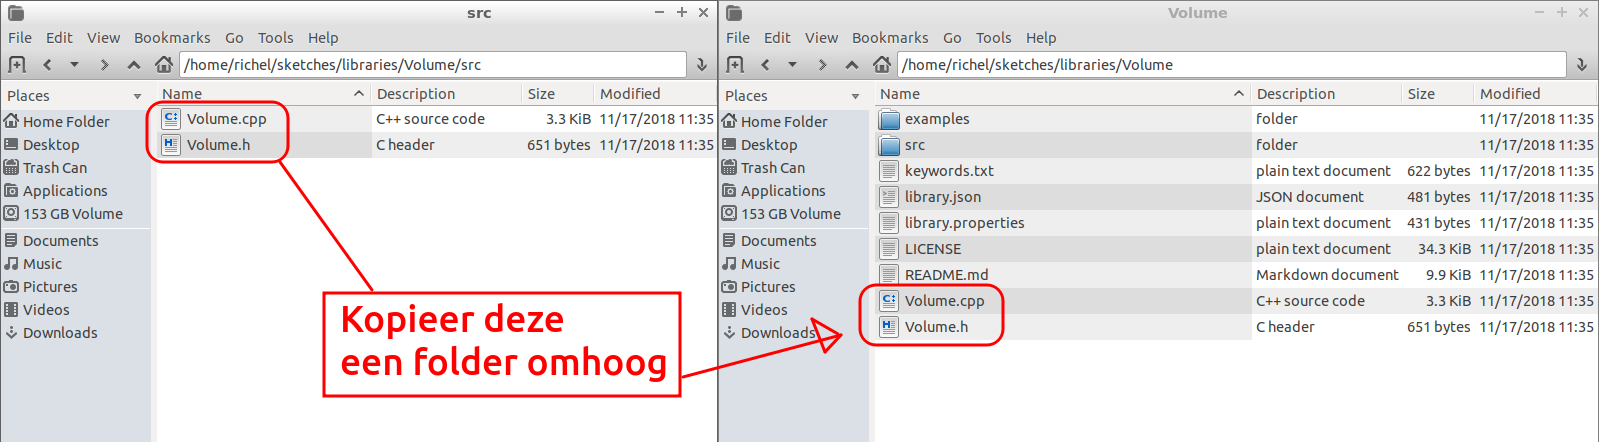 src
File Edit View Bookmarks Go Tools Help
/home/richel/sketches/libraries/Volume/src
Places
Home Folder
Desktop
Trash Can
Applications
153 GB Volume
Documents
Music
Pictures
Videos
Downloads
Name Description Size Modified
Volume.cpp C++ source code 3.3 KiB 11/17/2018 11:35
Volume.h C header 651 bytes 11/17/2018 11:35
Kopieer deze
een folder omhoog
Volume
File Edit View Bookmarks Go Tools Help
/home/richel/sketches/libraries/Volume
Places
Home Folder
Desktop
Trash Can
Applications
153 GB Volume
Documents
Music
Pictures
Videos
Downloads
Name Description Size Modified
examples folder 11/17/2018 11:35
src folder 11/17/2018 11:35
keywords.txt plain text document 622 bytes 11/17/2018 11:35
library.json JSON document 481 bytes 11/17/2018 11:35
library.properties plain text document 431 bytes 11/17/2018 11:35
LICENSE plain text document 34.3 KiB 11/17/2018 11:35
README.md Markdown document 9.9 KiB 11/17/2018 11:35
Volume.cpp C++ source code 3.3 KiB 11/17/2018 11:35
Volume.h C header 651 bytes 11/17/2018 11:35